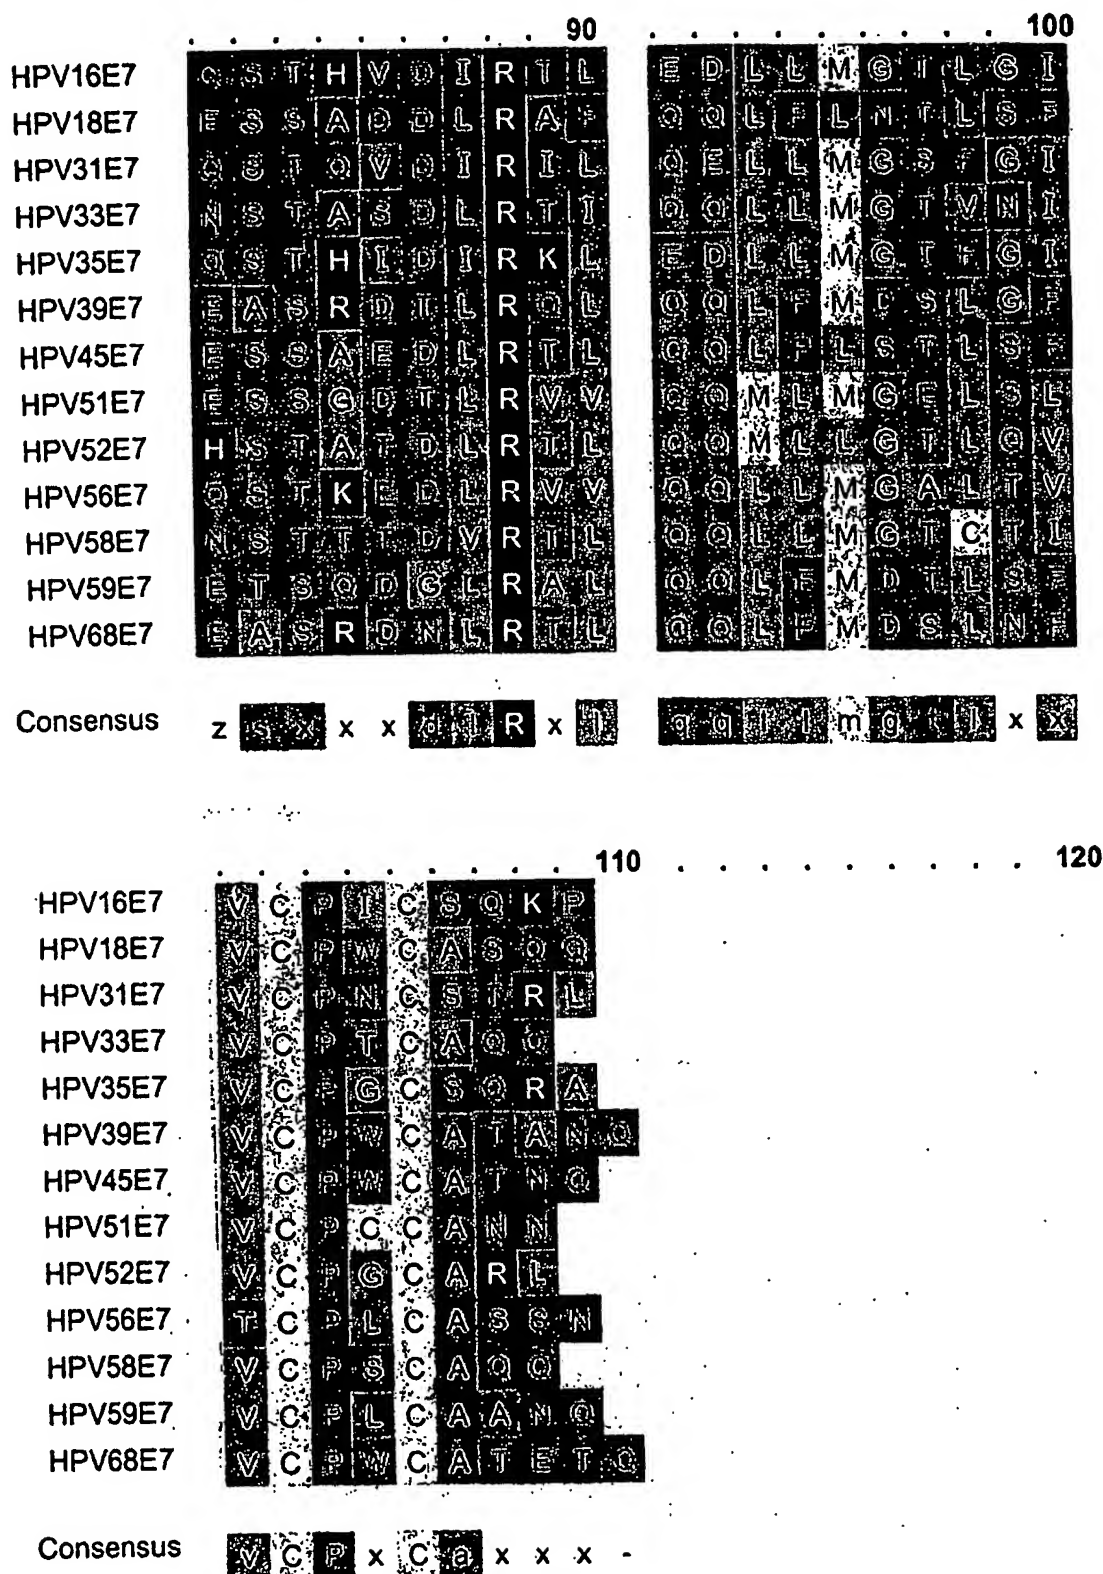 90 100
HPV16E7 Q S T H V D I R T L E D L L M G T L G I
HPV18E7 E S S A D D L R A F Q Q L F L N T L S F
HPV31E7 Q S T Q V D I R I L Q E L L M G S F G I
HPV33E7 N S T A S D L R T I Q Q L L M G T V N I
HPV35E7 Q S T H I D I R K L E D L L M G T F G I
HPV39E7 E A S R D T L R Q L Q Q L F M D S L G F
HPV45E7 E S S A E D L R T L Q Q L F L S T L S F
HPV51E7 E S S G D T L R V V Q Q M L M G E L S L
HPV52E7 H S T A T D L R T L Q Q M L L G T L Q V
HPV56E7 Q S T K E D L R V V Q Q L L M G A L T V
HPV58E7 N S T T T D V R T L Q Q L L M G T C T I
HPV59E7 E T S Q D G L R A L Q Q L F M D T L S F
HPV68E7 E A S R D N L R T L Q Q L F M D S L N F
Consensus z s x x x d l R x l q q l l m g t l x x
110 120
HPV16E7 V C P I C S Q K P
HPV18E7 V C P W C A S Q Q
HPV31E7 V C P N C S T R L
HPV33E7 V C P T C A Q Q
HPV35E7 V C P G C S Q R A
HPV39E7 V C P W C A T A N Q
HPV45E7 V C P W C A T N Q
HPV51E7 V C P C C A N N
HPV52E7 V C P G C A R L
HPV56E7 T C P L C A S S N
HPV58E7 V C P S C A Q Q
HPV59E7 V C P L C A A N Q
HPV68E7 V C P W C A T E T Q
Consensus v C P x C a x x x -